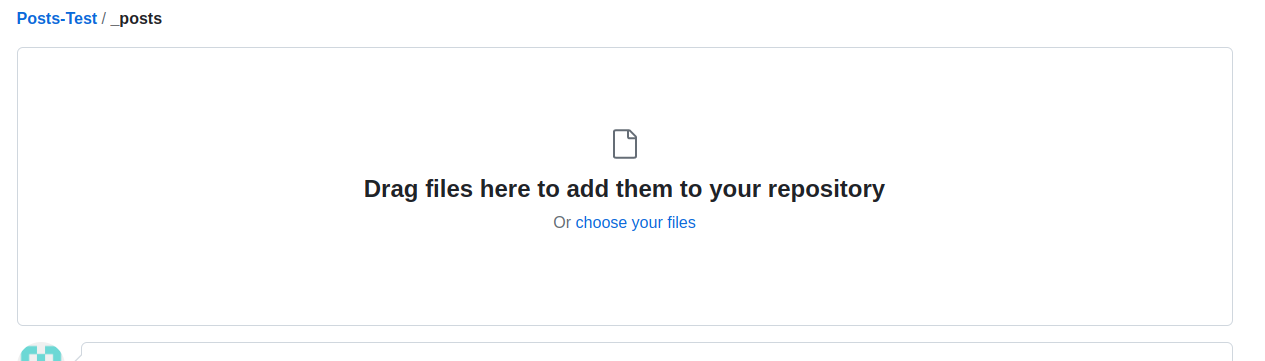 Posts-Test / _posts
Drag files here to add them to your repository
Or choose your files